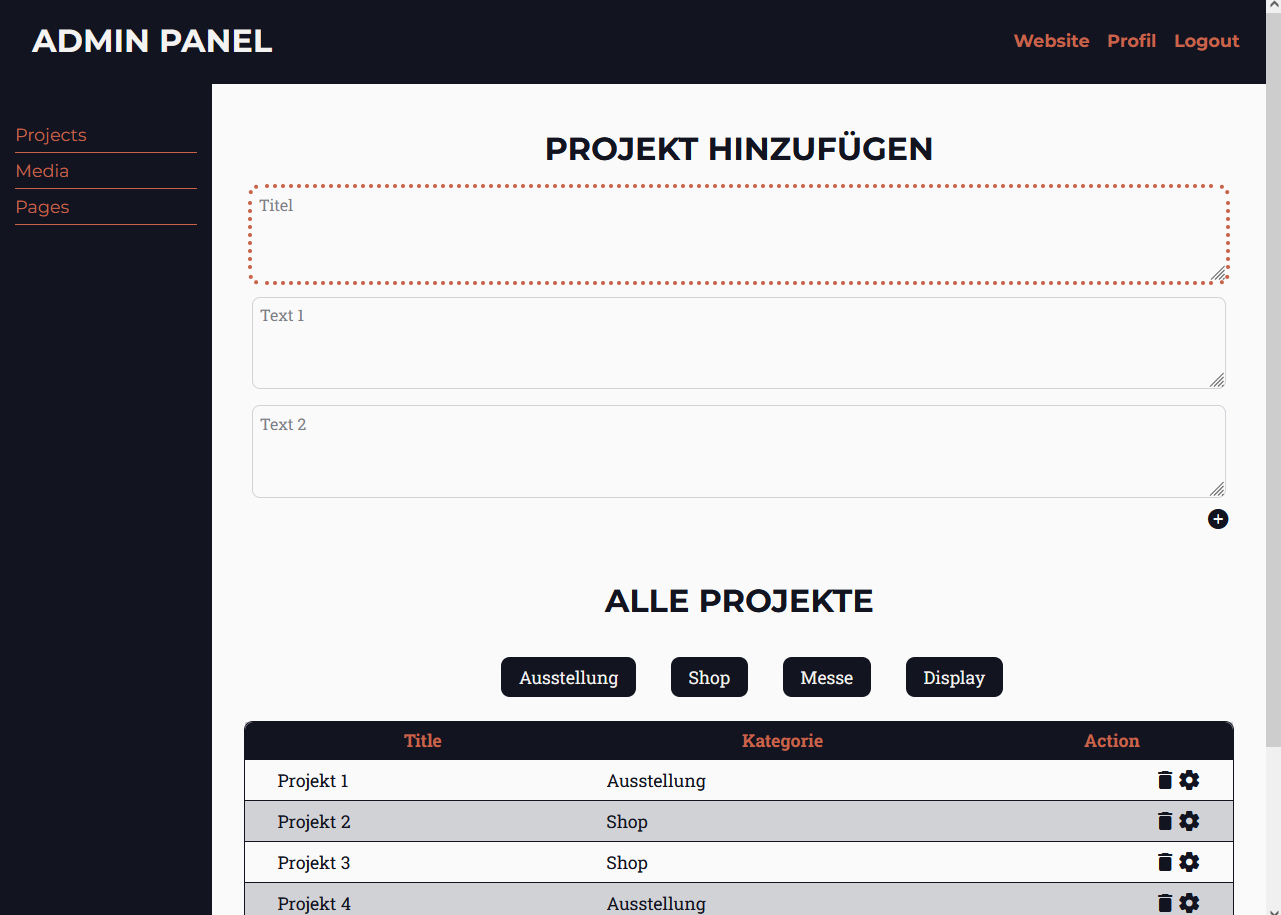 ADMIN PANEL
Website Profil Logout
Projects
Media
Pages
PROJEKT HINZUFÜGEN
Titel
Text 1
Text 2
ALLE PROJEKTE
Ausstellung Shop Messe Display
Title Kategorie Action
Projekt 1 Ausstellung
Projekt 2 Shop
Projekt 3 Shop
Projekt 4 Ausstellung